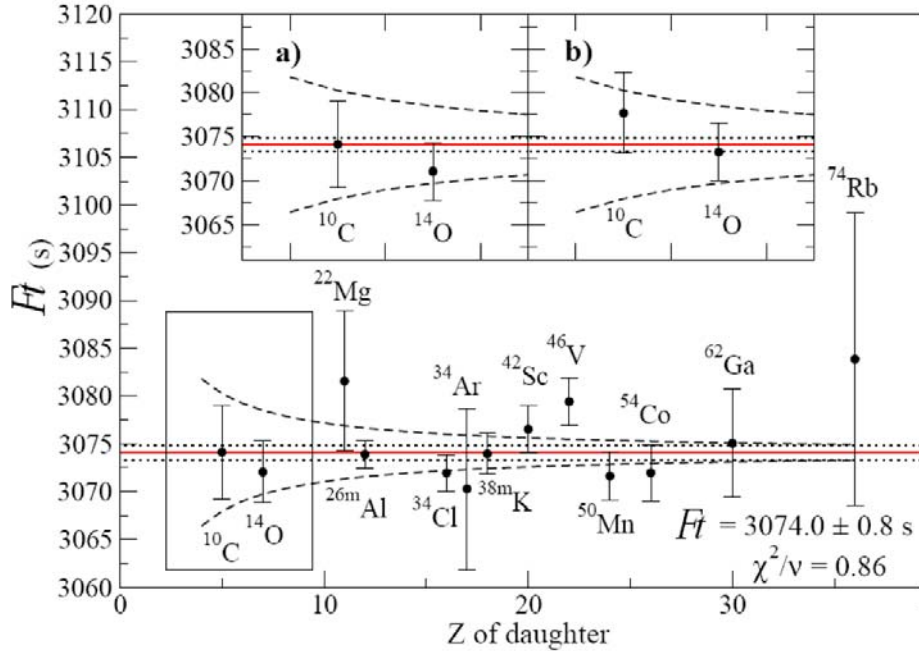 3120
3115
3110
3105
3100
3095
3090
3085
3080
3075
3070
3065
3060
Ft (s)
3085
3080
3075
3070
3065
a)
b)
¹⁰C
¹⁴O
¹⁰C
¹⁴O
⁷⁴Rb
²²Mg
³⁴Ar
⁴²Sc
⁴⁶V
⁵⁴Co
⁶²Ga
¹⁰C
¹⁴O
²⁶ᵐAl
³⁴Cl
³⁸ᵐK
⁵⁰Mn
Ft = 3074.0 ± 0.8 s
χ²/ν = 0.86
0
10
20
30
Z of daughter